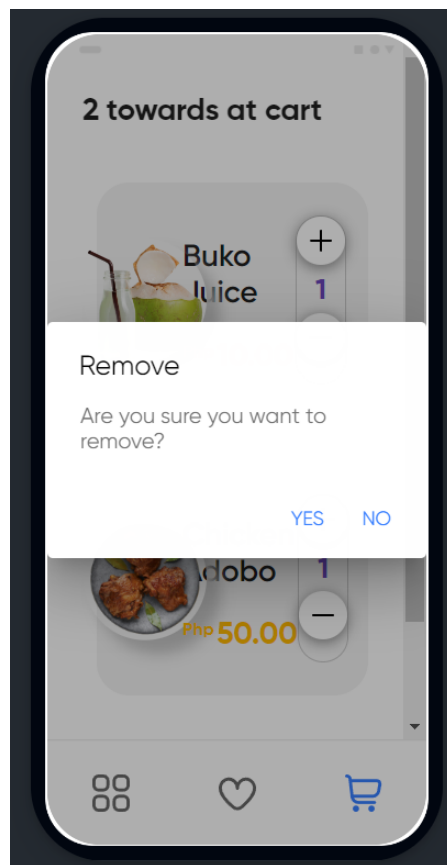 2 towards at cart
Buko
Juice
1
Remove
Are you sure you want to
remove?
YES NO
Adobo
1
Php 50.00